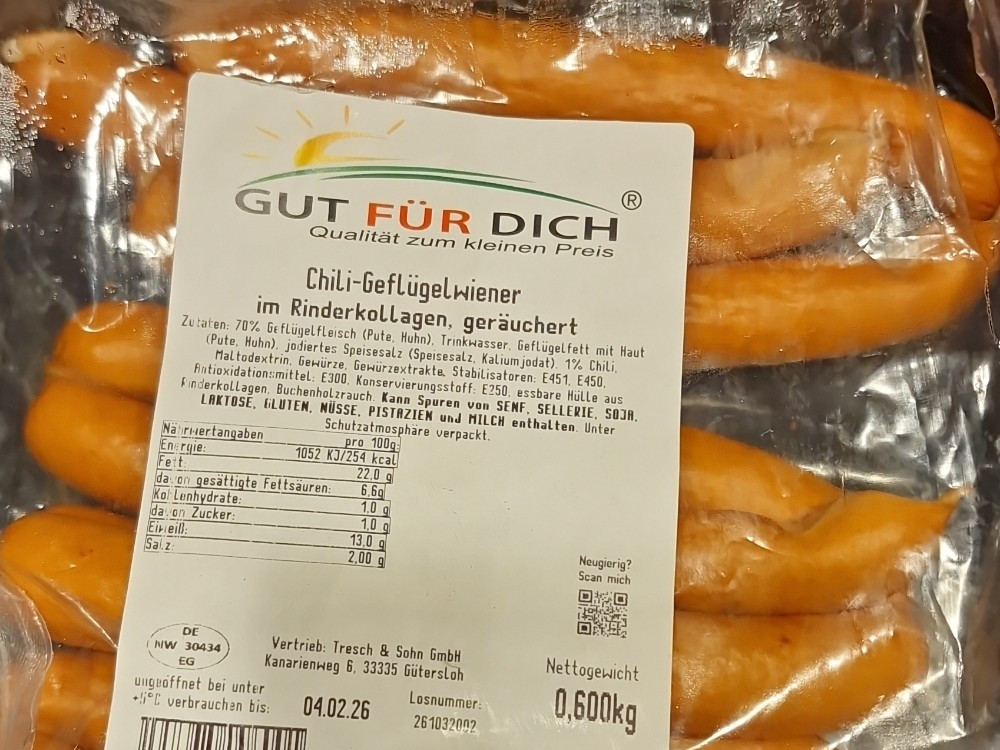 GUT FÜR DICH ®
Qualität zum kleinen Preis
Chili-Geflügelwiener
im Rinderkollagen, geräuchert
Zutaten: 70% Geflügelfleisch (Pute, Huhn), Trinkwasser, Geflügelfett mit Haut
(Pute, Huhn), jodiertes Speisesalz (Speisesalz, Kaliumjodat), 1% Chili,
Maltodextrin, Gewürze, Gewürzextrakte, Stabilisatoren: E451, E450,
Antioxidationsmittel: E300, Konservierungsstoff: E250, essbare Hülle aus
Rinderkollagen, Buchenholzrauch. Kann Spuren von SENF, SELLERIE, SOJA,
LAKTOSE, GLUTEN, NÜSSE, PISTAZIEN und MILCH enthalten. Unter
Schutzatmosphäre verpackt.
Nährwertangaben pro 100g:
Energie: 1052 KJ/254 kcal
Fett: 22,0 g
davon gesättigte Fettsäuren: 6,6g
Kohlenhydrate: 1,0 g
davon Zucker: 1,0 g
Eiweiß: 13,0 g
Salz: 2,00 g
Neugierig?
Scan mich
DE
NW 30434
EG
Vertrieb: Tresch & Sohn GmbH
Kanarienweg 6, 33335 Gütersloh
ungeöffnet bei unter
+5°C verbrauchen bis: 04.02.26
Losnummer:
261032002
Nettogewicht
0,600kg